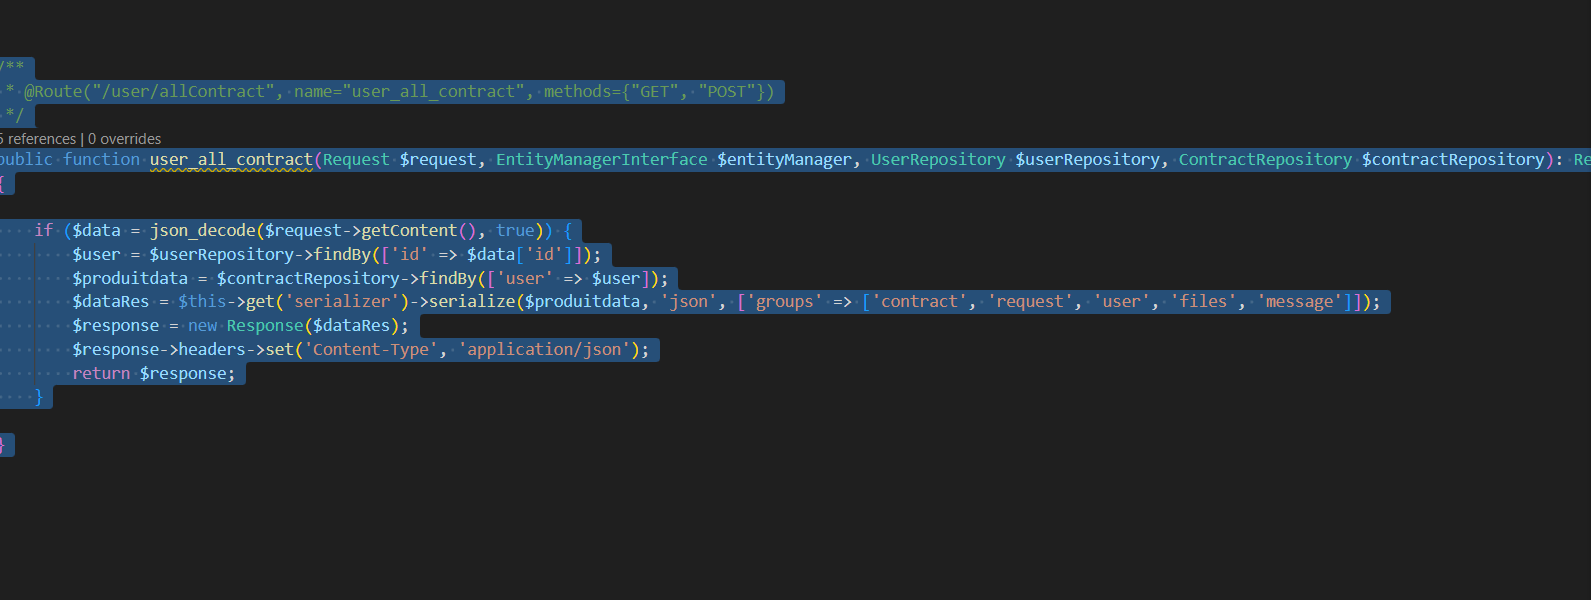 /**
* @Route("/user/allContract", name="user_all_contract", methods={"GET", "POST"})
*/
references | 0 overrides
public function user_all_contract(Request $request, EntityManagerInterface $entityManager, UserRepository $userRepository, ContractRepository $contractRepository): Re
{
if ($data = json_decode($request->getContent(), true)) {
$user = $userRepository->findBy(['id' => $data['id']]);
$produitdata = $contractRepository->findBy(['user' => $user]);
$dataRes = $this->get('serializer')->serialize($produitdata, 'json', ['groups' => ['contract', 'request', 'user', 'files', 'message']]);
$response = new Response($dataRes);
$response->headers->set('Content-Type', 'application/json');
return $response;
}
}